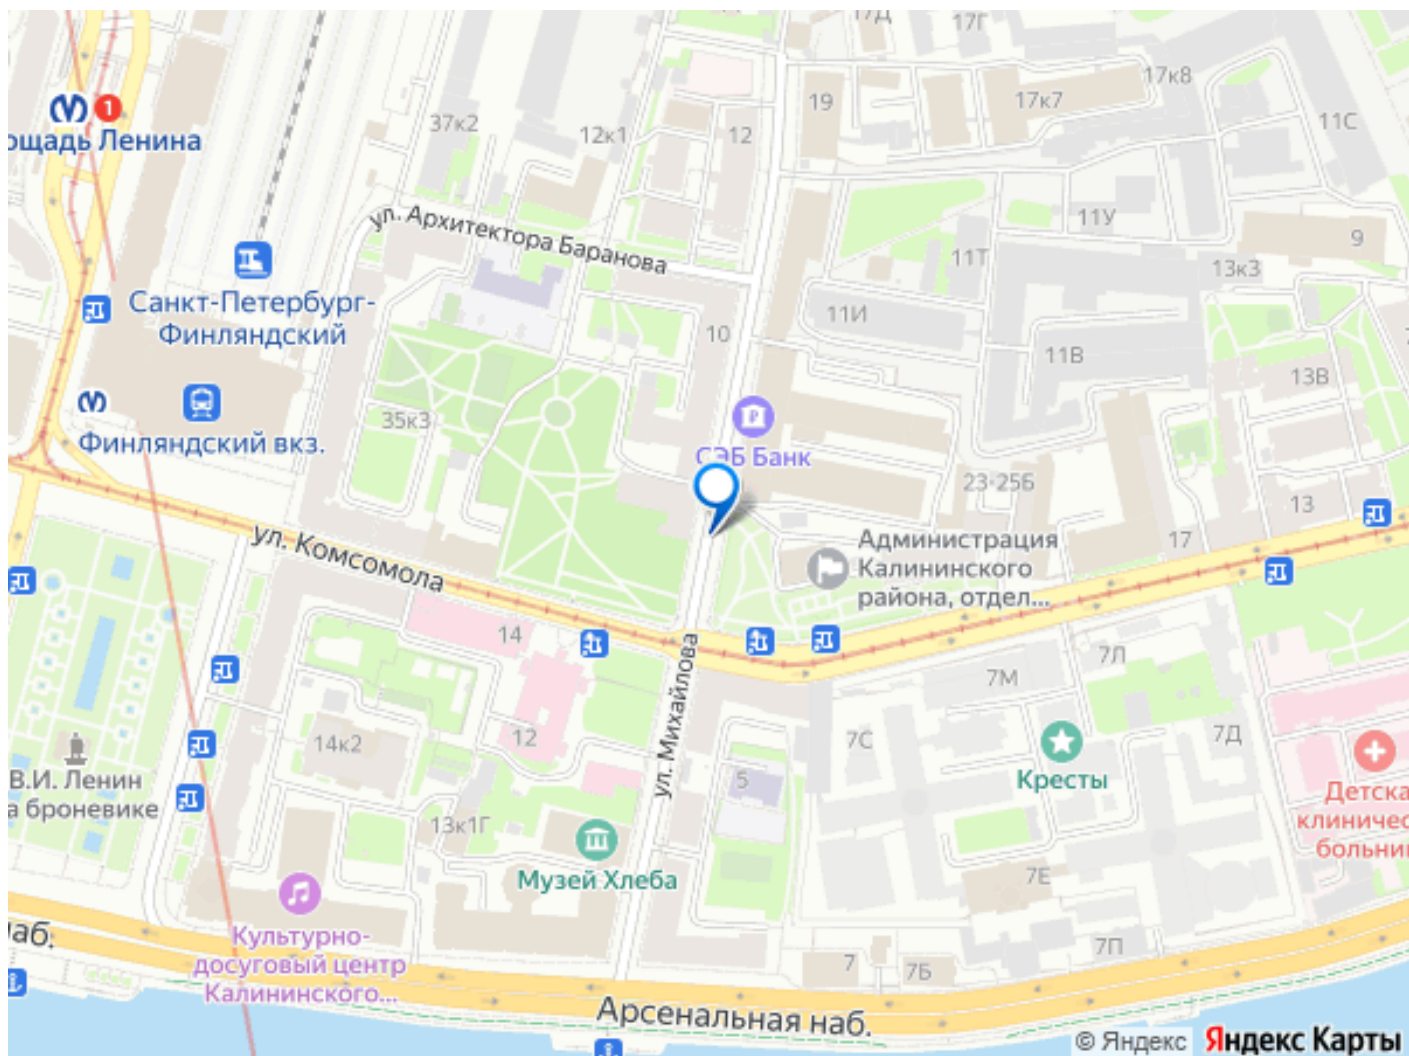 17Д
17Г
17к8
17к7
19
37к2
12к1
12
11С
1
ощадь Ленина
ул. Архитектора Баранова
11У
9
11Т
13к3
Санкт-Петербург-
Финляндский
10
11И
11В
13В
35к3
Финляндский вкз.
СЭБ Банк
23-25Б
13
17
ул. Комсомола
Администрация
Калининского
района, отдел...
14
ул. Михайлова
7Л
7М
14к2
12
7С
7Д
5
Кресты
В.И. Ленин
а броневике
13к1Г
Музей Хлеба
Детска
клиничес
больни
7Е
Культурно-
досуговый центр
Калининского...
наб.
7П
7
7Б
Арсенальная наб.
© Яндекс Яндекс Карты